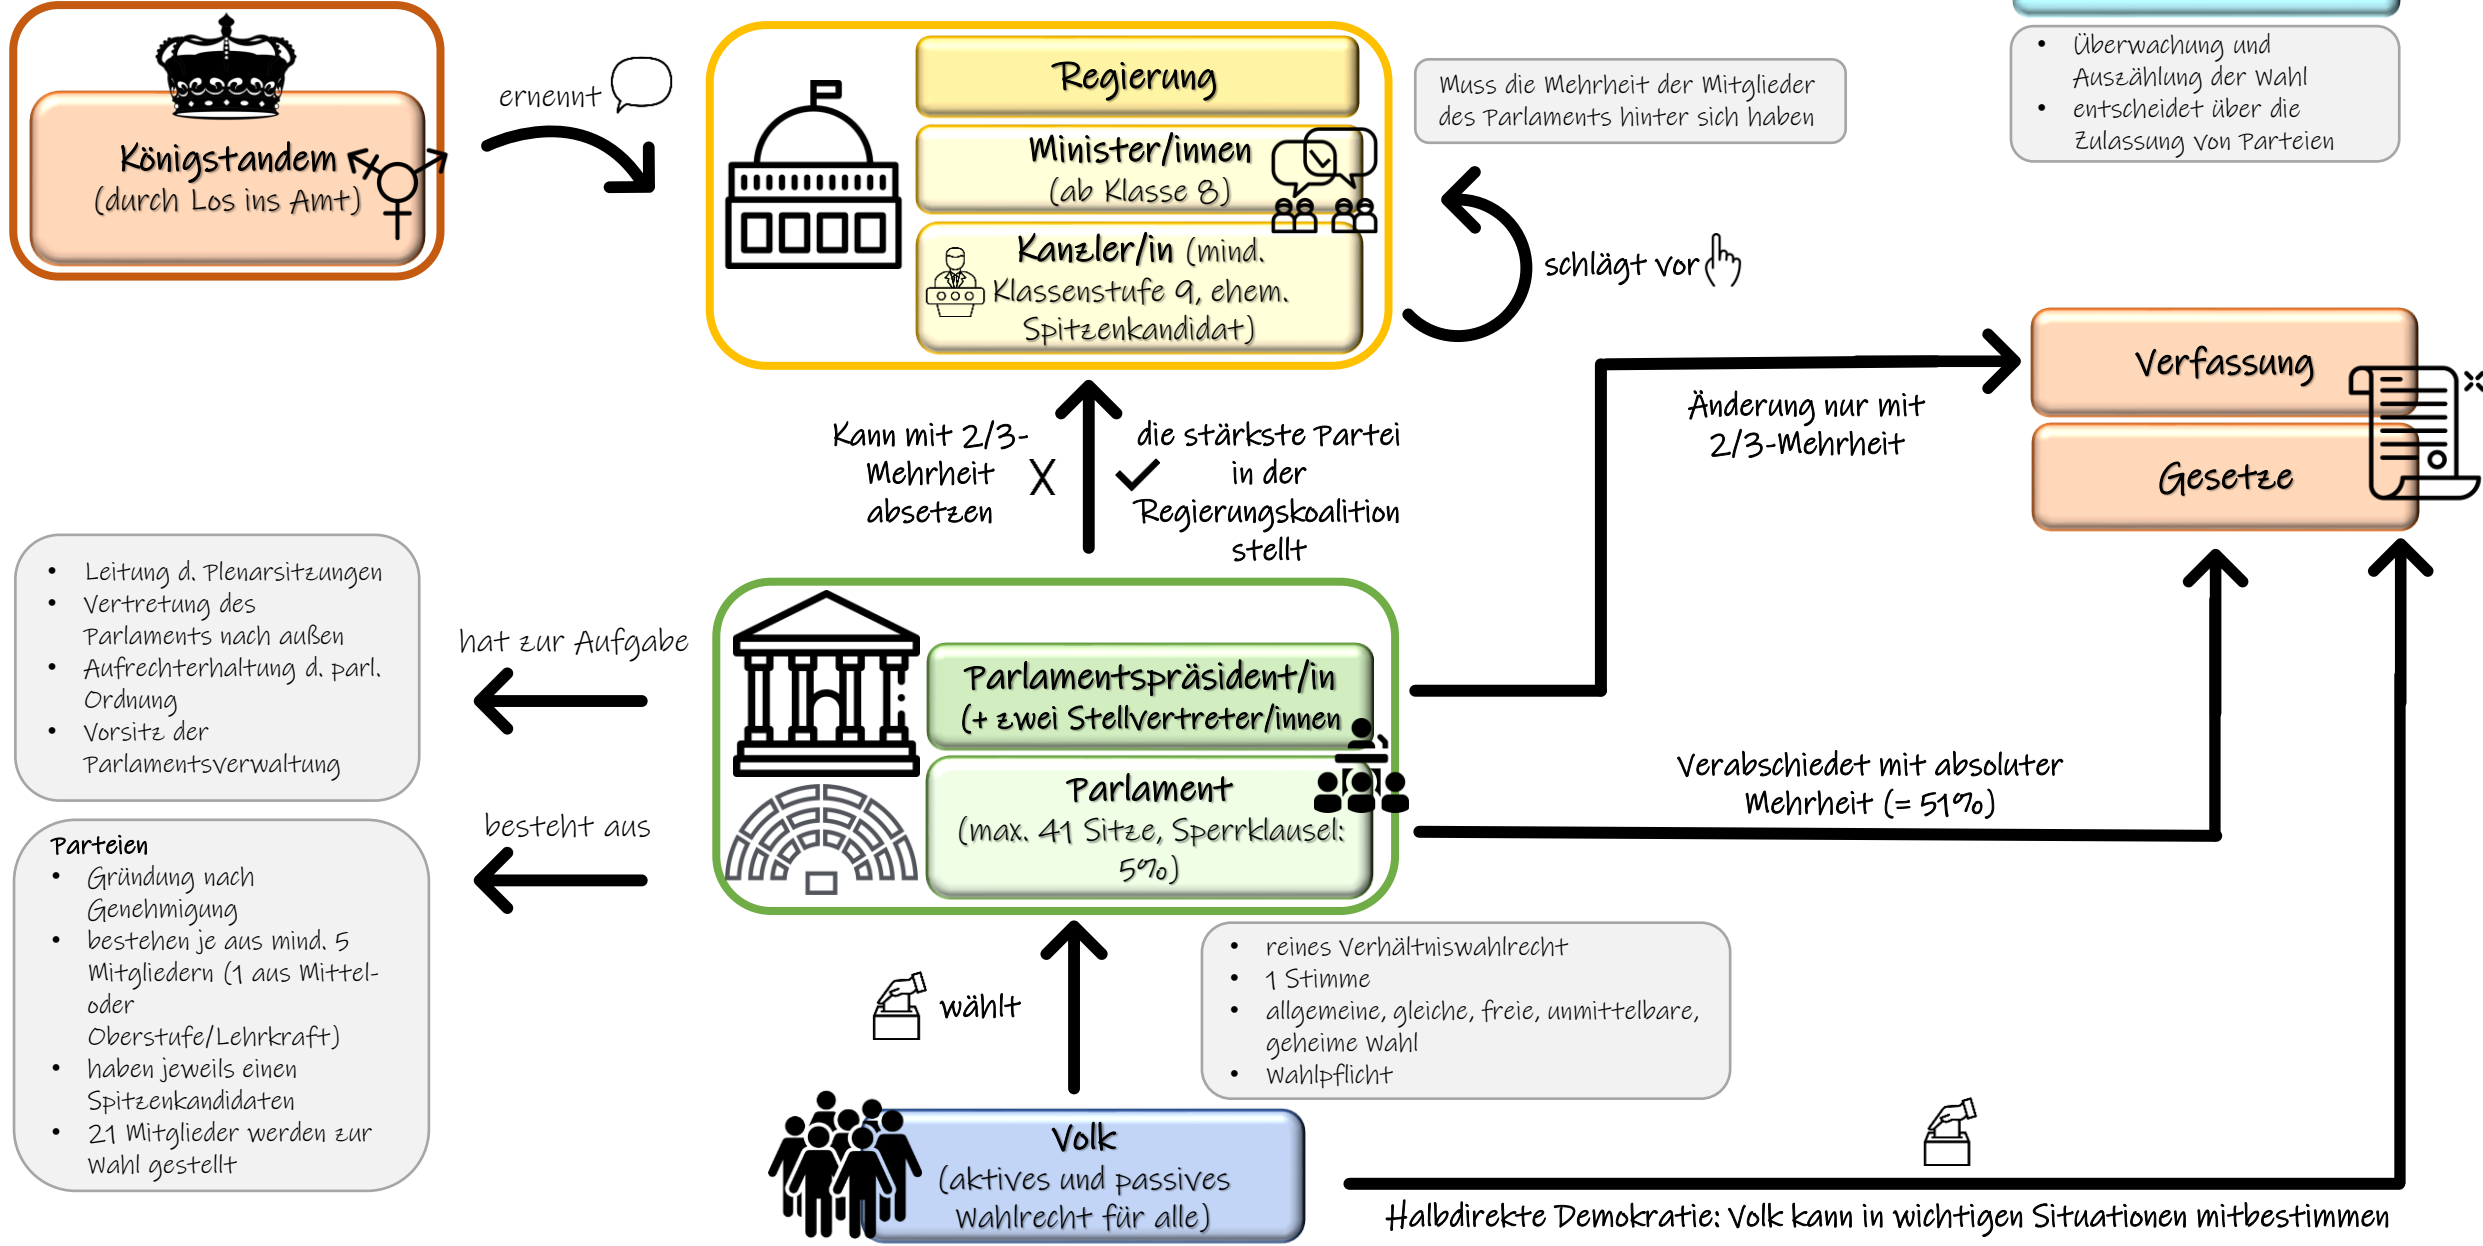 Königstandem
(durch Los ins Amt)
ernennt
Regierung
Minister/innen
(ab Klasse 8)
Kanzler/in (mind.
Klassenstufe 9, ehem.
Spitzenkandidat)
Muss die Mehrheit der Mitglieder
des Parlaments hinter sich haben
schlägt vor
• Überwachung und
Auszählung der Wahl
• entscheidet über die
Zulassung von Parteien
Verfassung
Gesetze
Änderung nur mit
2/3-Mehrheit
Kann mit 2/3-
Mehrheit
absetzen
X
die stärkste Partei
in der
Regierungskoalition
stellt
• Leitung d. Plenarsitzungen
• Vertretung des
Parlaments nach außen
• Aufrechterhaltung d. parl.
Ordnung
• Vorsitz der
Parlamentsverwaltung
hat zur Aufgabe
Parlamentspräsident/in
(+ zwei Stellvertreter/innen
Parlament
(max. 41 Sitze, Sperrklausel:
5%)
besteht aus
Parteien
• Gründung nach
Genehmigung
• bestehen je aus mind. 5
Mitgliedern (1 aus Mittel-
oder
Oberstufe/Lehrkraft)
• haben jeweils einen
Spitzenkandidaten
• 21 Mitglieder werden zur
Wahl gestellt
Verabschiedet mit absoluter
Mehrheit (= 51%)
wählt
• reines Verhältniswahlrecht
• 1 Stimme
• allgemeine, gleiche, freie, unmittelbare,
geheime Wahl
• Wahlpflicht
Volk
(aktives und passives
Wahlrecht für alle)
Halbdirekte Demokratie: Volk kann in wichtigen Situationen mitbestimmen